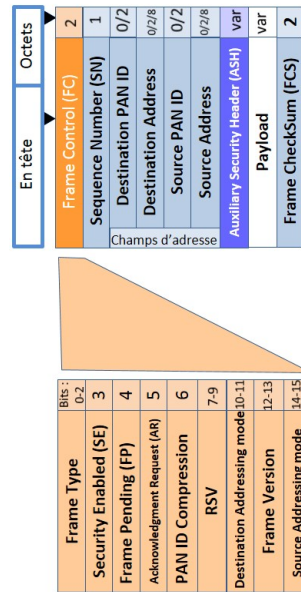 En tête
Octets
Frame Control (FC)
2
Sequence Number (SN)
1
Destination PAN ID
0/2
Destination Address
0/2/8
Source PAN ID
0/2
Source Address
0/2/8
Champs d'adresse
Auxiliary Security Header (ASH)
var
Payload
var
Frame CheckSum (FCS)
2
Frame Type
Bits :
0-2
Security Enabled (SE)
3
Frame Pending (FP)
4
Acknowledgment Request (AR)
5
PAN ID Compression
6
RSV
7-9
Destination Addressing mode
10-11
Frame Version
12-13
Source Addressing mode
14-15